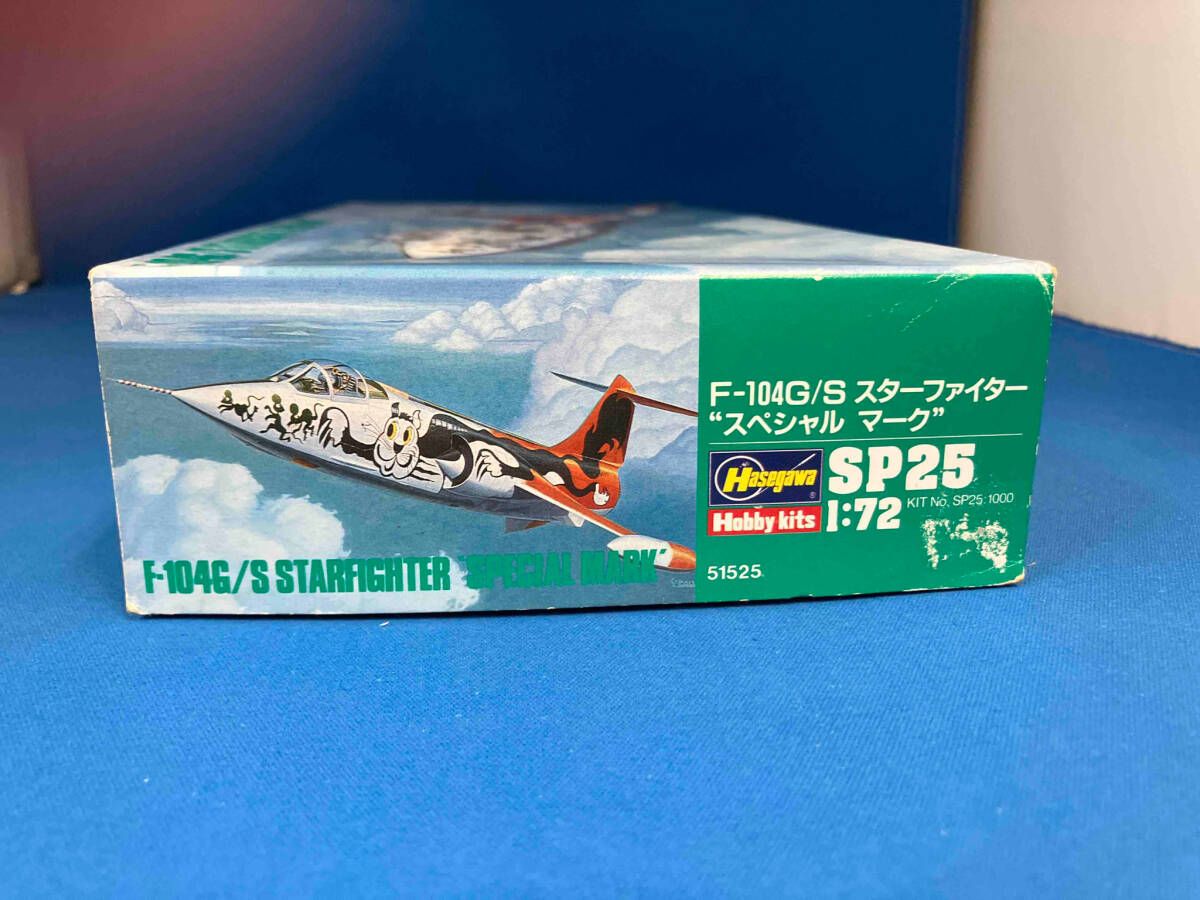 F-104G/S STARFIGHTER "SPECIAL MARK"
F-104G/S スターファイター
“スペシャル マーク”
Hasegawa ®
Hobby kits
SP25
1:72
KIT No. SP25:1000
51525